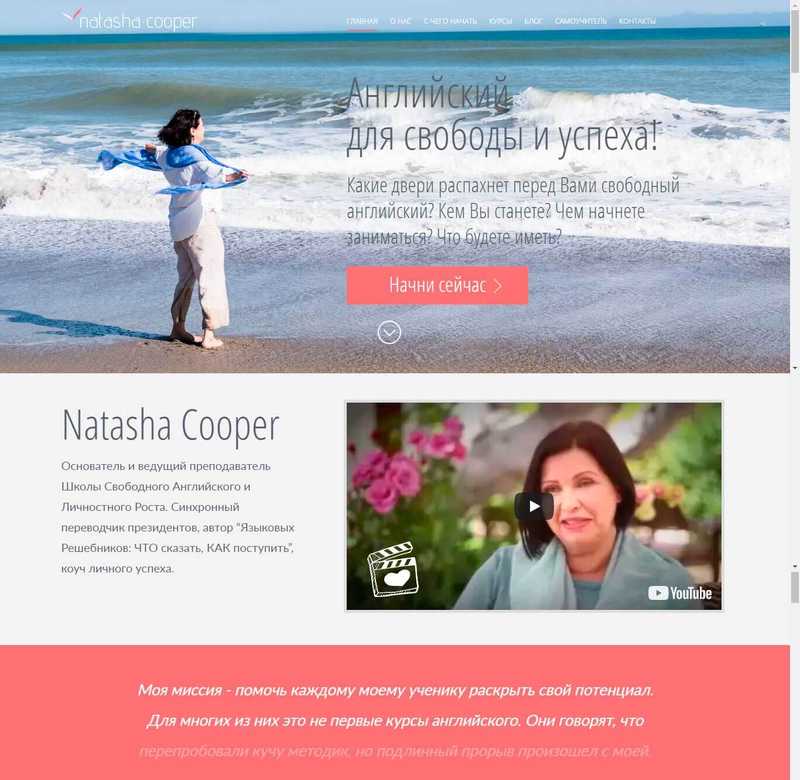 natasha cooper
ГЛАВНАЯ О НАС С ЧЕГО НАЧАТЬ КУРСЫ БЛОГ САМОУЧИТЕЛЬ КОНТАКТЫ
Английский
для свободы и успеха!
Какие двери распахнет перед Вами свободный
английский? Кем Вы станете? Чем начнете
заниматься? Что будете иметь?
Начни сейчас
Natasha Cooper
Основатель и ведущий преподаватель
Школы Свободного Английского и
Личностного Роста. Синхронный
переводчик президентов, автор "Языковых
Решебников: ЧТО сказать, КАК поступить",
коуч личного успеха.
YouTube
Моя миссия - помочь каждому моему ученику раскрыть свой потенциал.
Для многих из них это не первые курсы английского. Они говорят, что
перепробовали кучу методик, но подлинный прорыв произошел с моей.